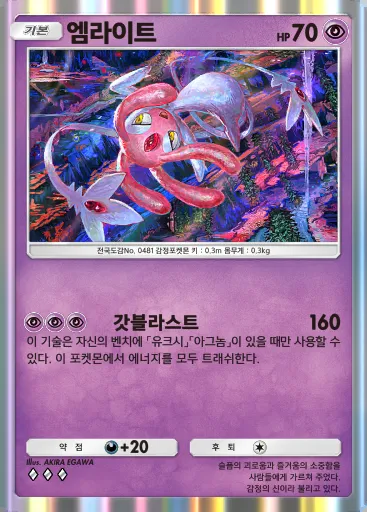 기본 엠라이트 HP 70
전국도감No. 0481 감정포켓몬 키 : 0.3m 몸무게 : 0.3kg
갓블라스트 160
이 기술은 자신의 벤치에 「유크시」, 「아그놈」이 있을 때만 사용할 수
있다. 이 포켓몬에서 에너지를 모두 트래쉬한다.
약점 +20 후퇴
Illus. AKIRA EGAWA
슬픔의 괴로움과 즐거움의 소중함을
사람들에게 가르쳐 주었다.
감정의 신이라 불리고 있다.